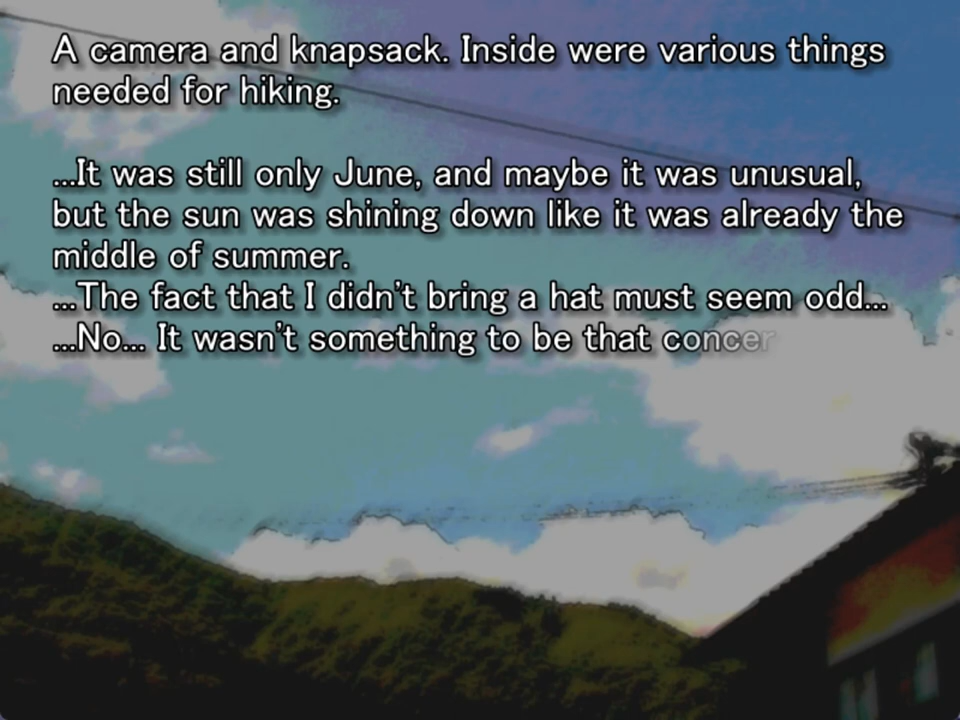 A camera and knapsack. Inside were various things
needed for hiking.
...It was still only June, and maybe it was unusual,
but the sun was shining down like it was already the
middle of summer.
...The fact that I didn't bring a hat must seem odd...
...No... It wasn't something to be that concer